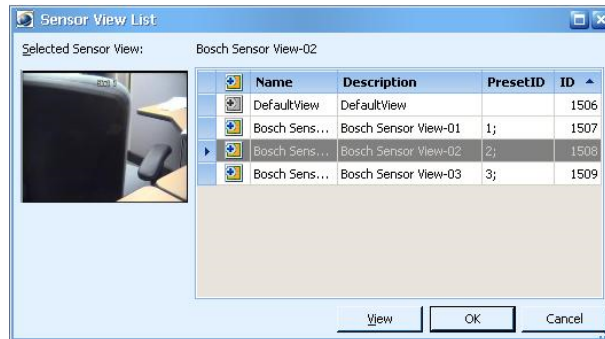 Sensor View List
Selected Sensor View: Bosch Sensor View-02
Name Description PresetID ID
DefaultView DefaultView 1506
Bosch Sens... Bosch Sensor View-01 1; 1507
Bosch Sens... Bosch Sensor View-02 2; 1508
Bosch Sens... Bosch Sensor View-03 3; 1509
View OK Cancel